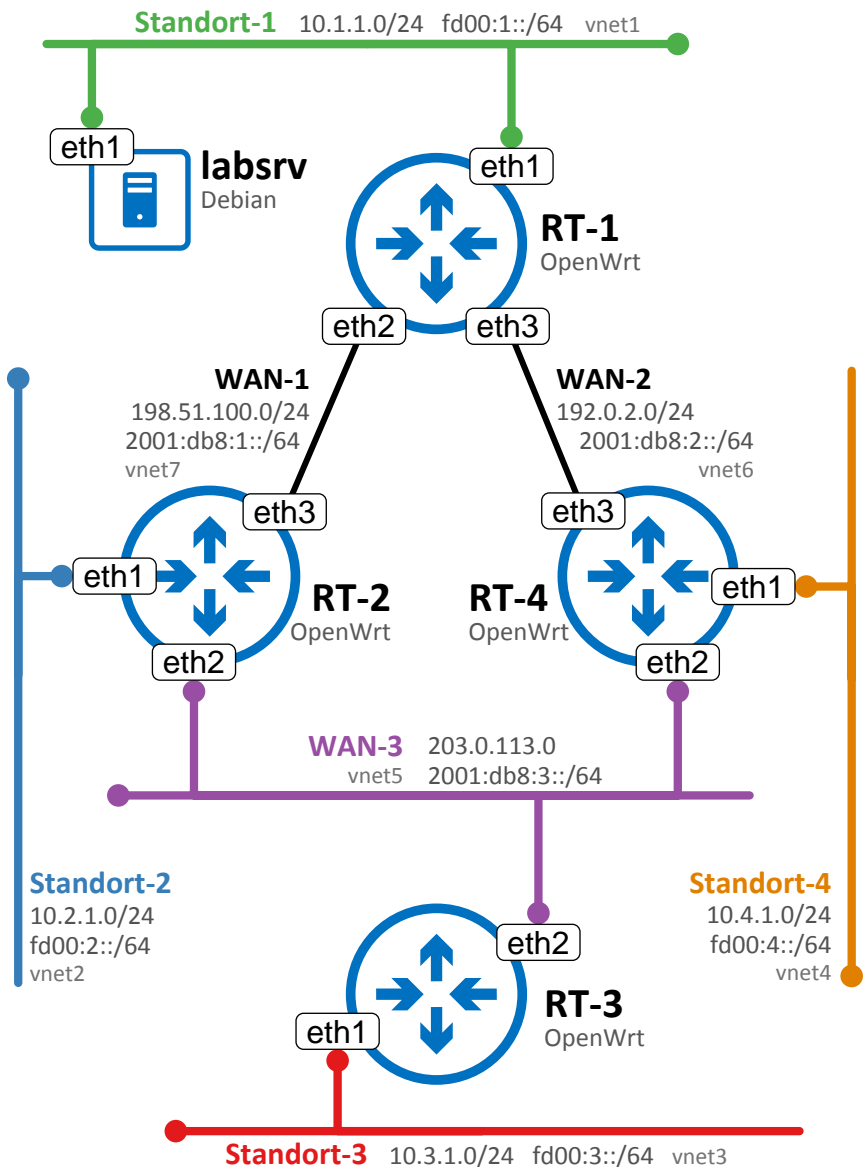 Standort-1 10.1.1.0/24 fd00:1::/64 vnet1
eth1
labsrv
Debian
eth1
RT-1
OpenWrt
eth2
eth3
WAN-1
198.51.100.0/24
2001:db8:1::/64
vnet7
WAN-2
192.0.2.0/24
2001:db8:2::/64
vnet6
eth3
eth1
RT-2
OpenWrt
eth2
eth3
RT-4
OpenWrt
eth1
eth2
WAN-3 203.0.113.0
vnet5 2001:db8:3::/64
Standort-2
10.2.1.0/24
fd00:2::/64
vnet2
Standort-4
10.4.1.0/24
fd00:4::/64
vnet4
eth2
RT-3
OpenWrt
eth1
Standort-3 10.3.1.0/24 fd00:3::/64 vnet3